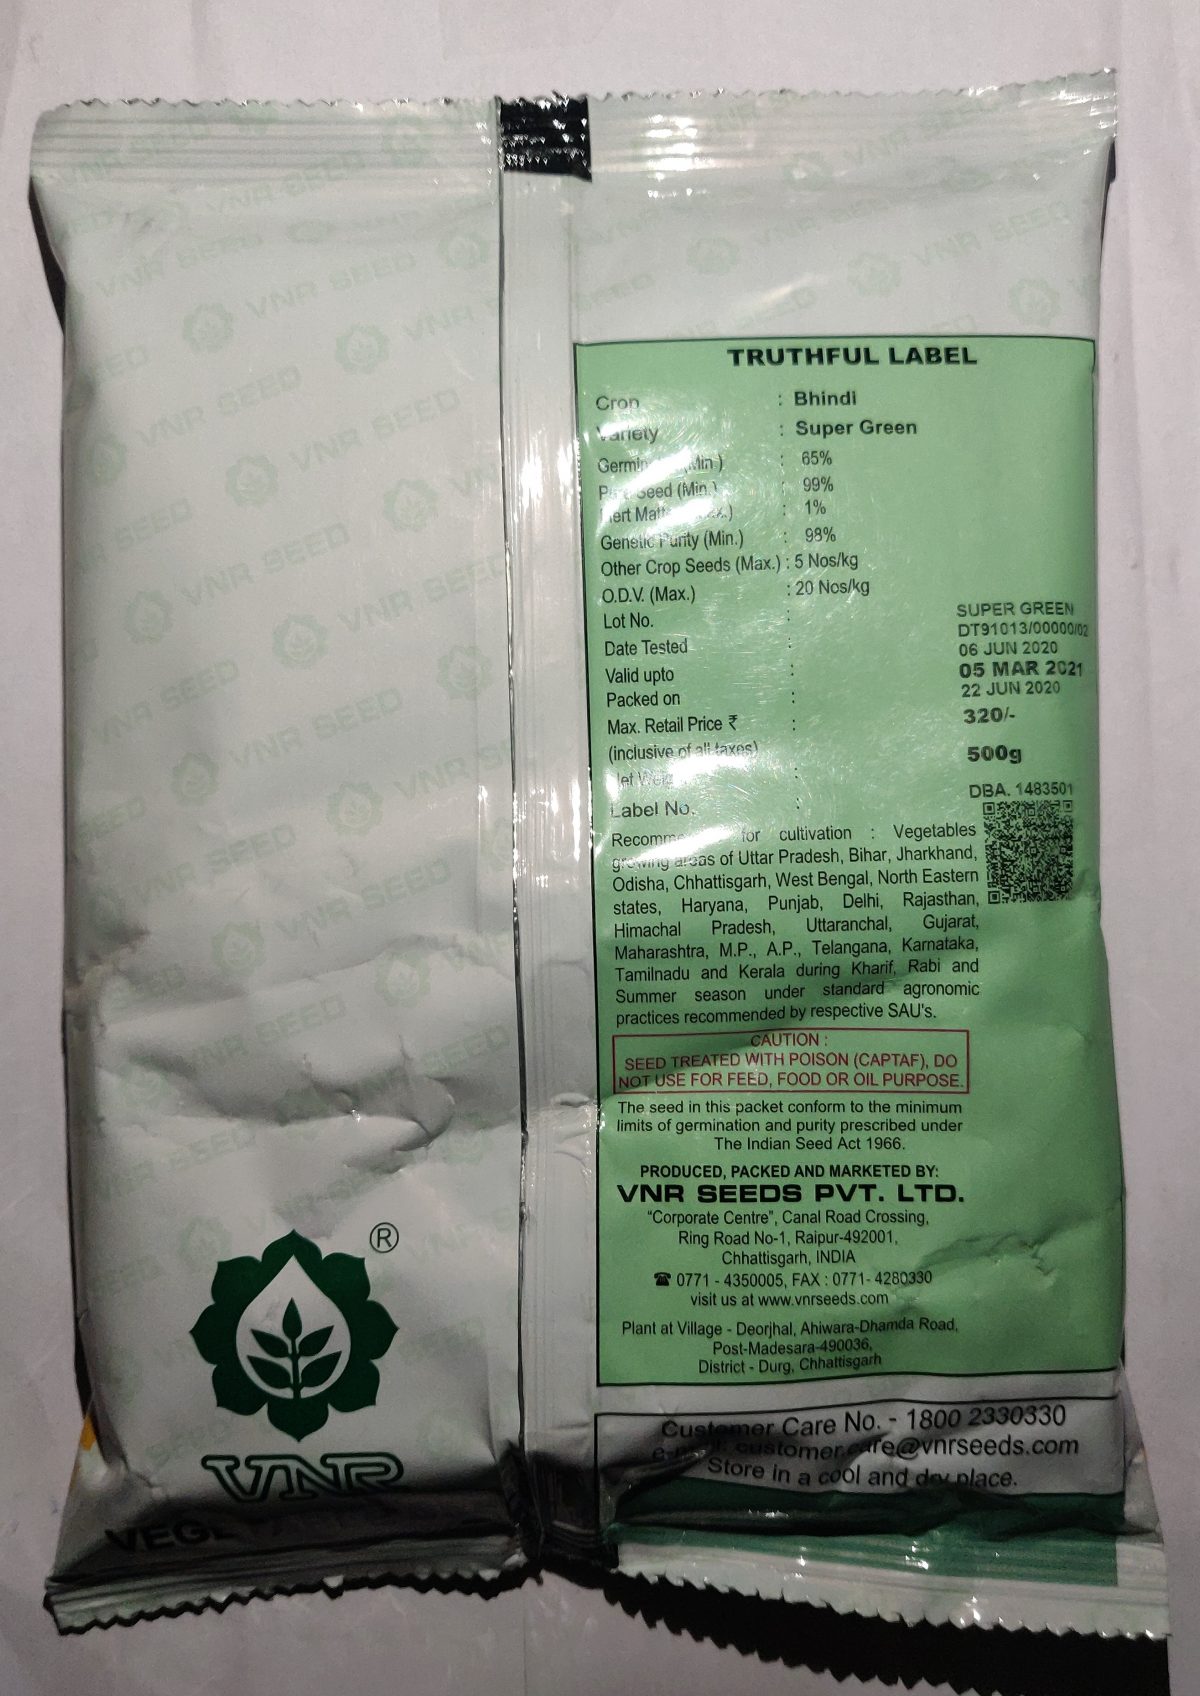 TRUTHFUL LABEL
Crop : Bhindi
Variety : Super Green
(Min.) : 65%
Seed (Min.) : 99%
: 1%
Genetic Purity (Min.) : 98%
Other Crop Seeds (Max.) : 5 Nos/kg
O.D.V. (Max.) : 20 Nos/kg
Lot No. :
Date Tested :
Valid upto :
Packed on :
Max. Retail Price ₹ :
(inclusive of all taxes)
Label No. :
SUPER GREEN
DT91013/00000/02
06 JUN 2020
05 MAR 2021
22 JUN 2020
320/-
500g
DBA. 1483501
for cultivation : Vegetables
growing areas of Uttar Pradesh, Bihar, Jharkhand,
Odisha, Chhattisgarh, West Bengal, North Eastern
states, Haryana, Punjab, Delhi, Rajasthan,
Himachal Pradesh, Uttaranchal, Gujarat,
Maharashtra, M.P., A.P., Telangana, Karnataka,
Tamilnadu and Kerala during Kharif, Rabi and
Summer season under standard agronomic
practices recommended by respective SAU's.
CAUTION :
SEED TREATED WITH POISON (CAPTAF), DO
NOT USE FOR FEED, FOOD OR OIL PURPOSE.
The seed in this packet conform to the minimum
limits of germination and purity prescribed under
The Indian Seed Act 1966.
PRODUCED, PACKED AND MARKETED BY:
VNR SEEDS PVT. LTD.
"Corporate Centre", Canal Road Crossing,
Ring Road No-1, Raipur-492001,
Chhattisgarh, INDIA
☎ 0771 - 4350005, FAX : 0771- 4280330
visit us at www.vnrseeds.com
Plant at Village - Deorjhal, Ahiwara-Dhamda Road,
Post-Madesara-490036,
District - Durg, Chhattisgarh
Customer Care No. - 1800 2330330
customercare@vnrseeds.com
Store in a cool and dry place.
®
VNR